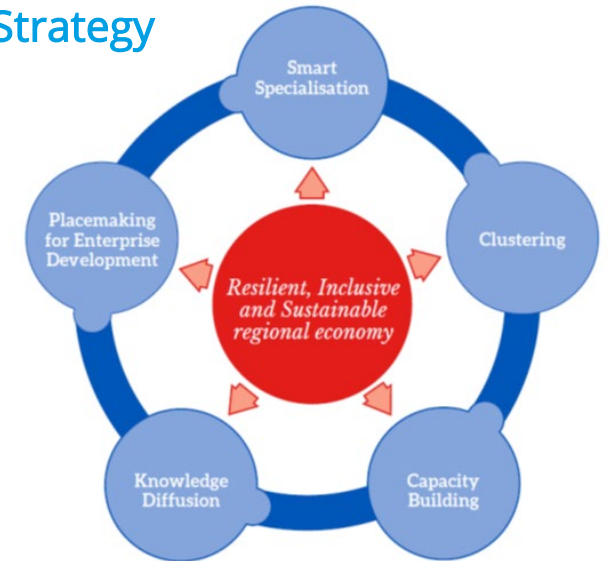 Strategy
Smart
Specialisation
Placemaking
for Enterprise
Development
Clustering
Resilient, Inclusive
and Sustainable
regional economy
Knowledge
Diffusion
Capacity
Building